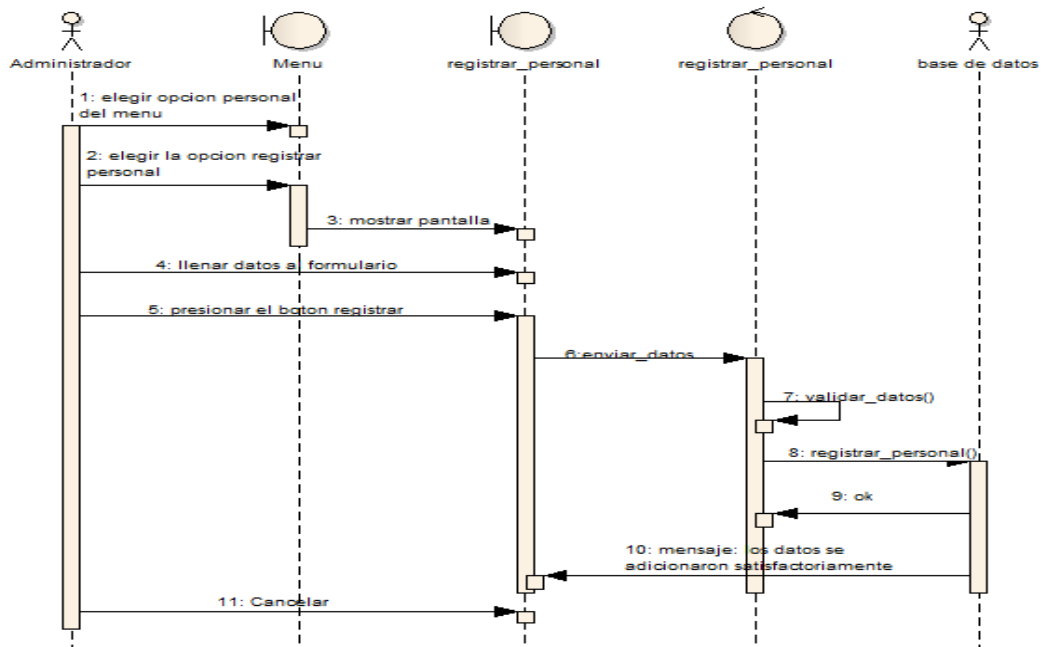 Administrador
Menu
registrar_personal
registrar_personal
base de datos
1: elegir opcion personal
del menu
2: elegir la opcion registrar
personal
3: mostrar pantalla
4: llenar datos al formulario
5: presionar el boton registrar
6:enviar_datos
7: validar_datos()
8: registrar_personal()
9: ok
10: mensaje: los datos se
adicionaron satisfactoriamente
11: Cancelar